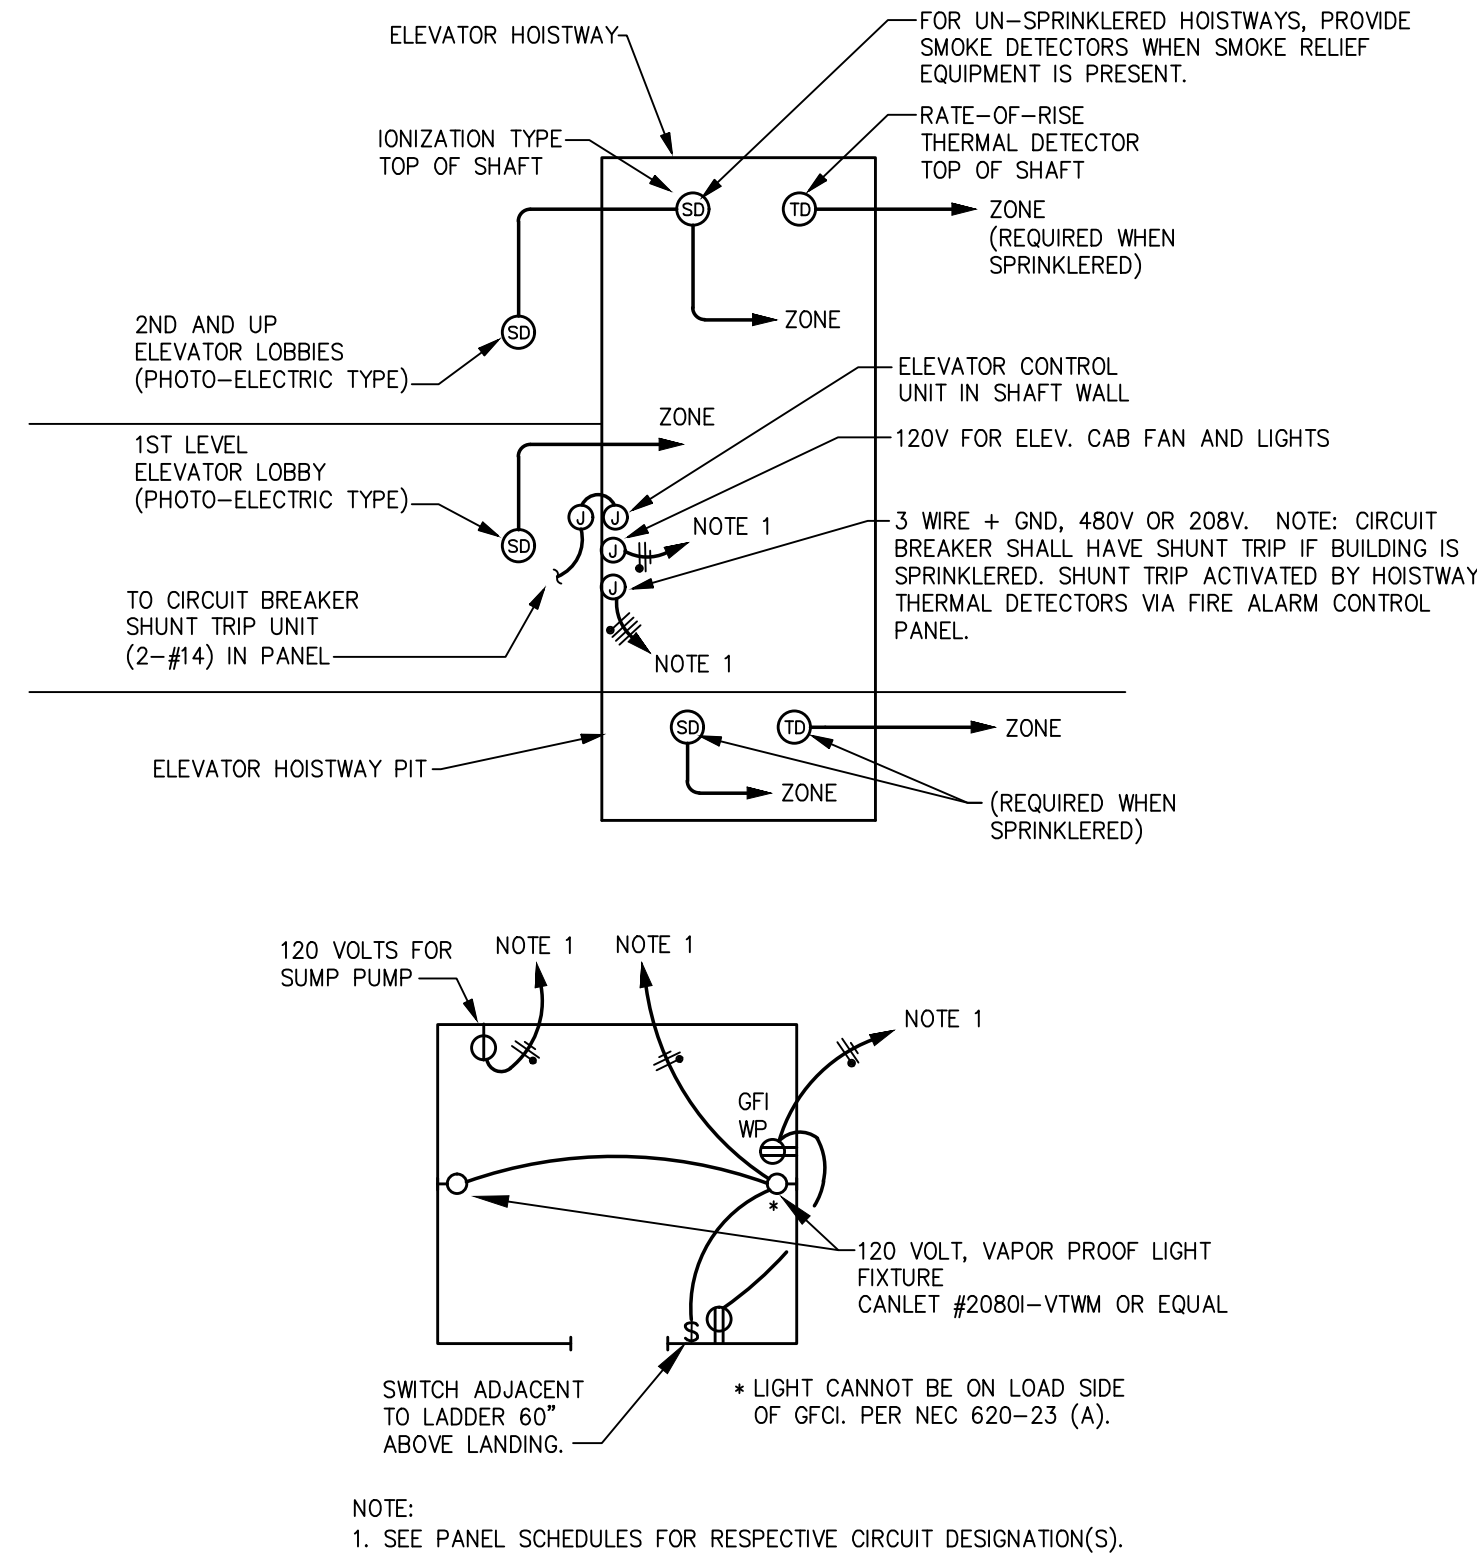 ELEVATOR HOISTWAY
FOR UN-SPRINKLERED HOISTWAYS, PROVIDE
SMOKE DETECTORS WHEN SMOKE RELIEF
EQUIPMENT IS PRESENT.
IONIZATION TYPE
TOP OF SHAFT
RATE-OF-RISE
THERMAL DETECTOR
TOP OF SHAFT
SD
TD
ZONE
(REQUIRED WHEN
SPRINKLERED)
ZONE
2ND AND UP
ELEVATOR LOBBIES
(PHOTO-ELECTRIC TYPE)
SD
ELEVATOR CONTROL
UNIT IN SHAFT WALL
ZONE
120V FOR ELEV. CAB FAN AND LIGHTS
1ST LEVEL
ELEVATOR LOBBY
(PHOTO-ELECTRIC TYPE)
SD
J
J
J
J
NOTE 1
3 WIRE + GND, 480V OR 208V. NOTE: CIRCUIT
BREAKER SHALL HAVE SHUNT TRIP IF BUILDING IS
SPRINKLERED. SHUNT TRIP ACTIVATED BY HOISTWAY
THERMAL DETECTORS VIA FIRE ALARM CONTROL
PANEL.
TO CIRCUIT BREAKER
SHUNT TRIP UNIT
(2-#14) IN PANEL
NOTE 1
SD
TD
ZONE
ELEVATOR HOISTWAY PIT
ZONE
(REQUIRED WHEN
SPRINKLERED)
120 VOLTS FOR
SUMP PUMP
NOTE 1
NOTE 1
NOTE 1
GFI
WP
*
120 VOLT, VAPOR PROOF LIGHT
FIXTURE
CANLET #2080I-VTWM OR EQUAL
S
SWITCH ADJACENT
TO LADDER 60”
ABOVE LANDING.
* LIGHT CANNOT BE ON LOAD SIDE
OF GFCI. PER NEC 620-23 (A).
NOTE:
1. SEE PANEL SCHEDULES FOR RESPECTIVE CIRCUIT DESIGNATION(S).